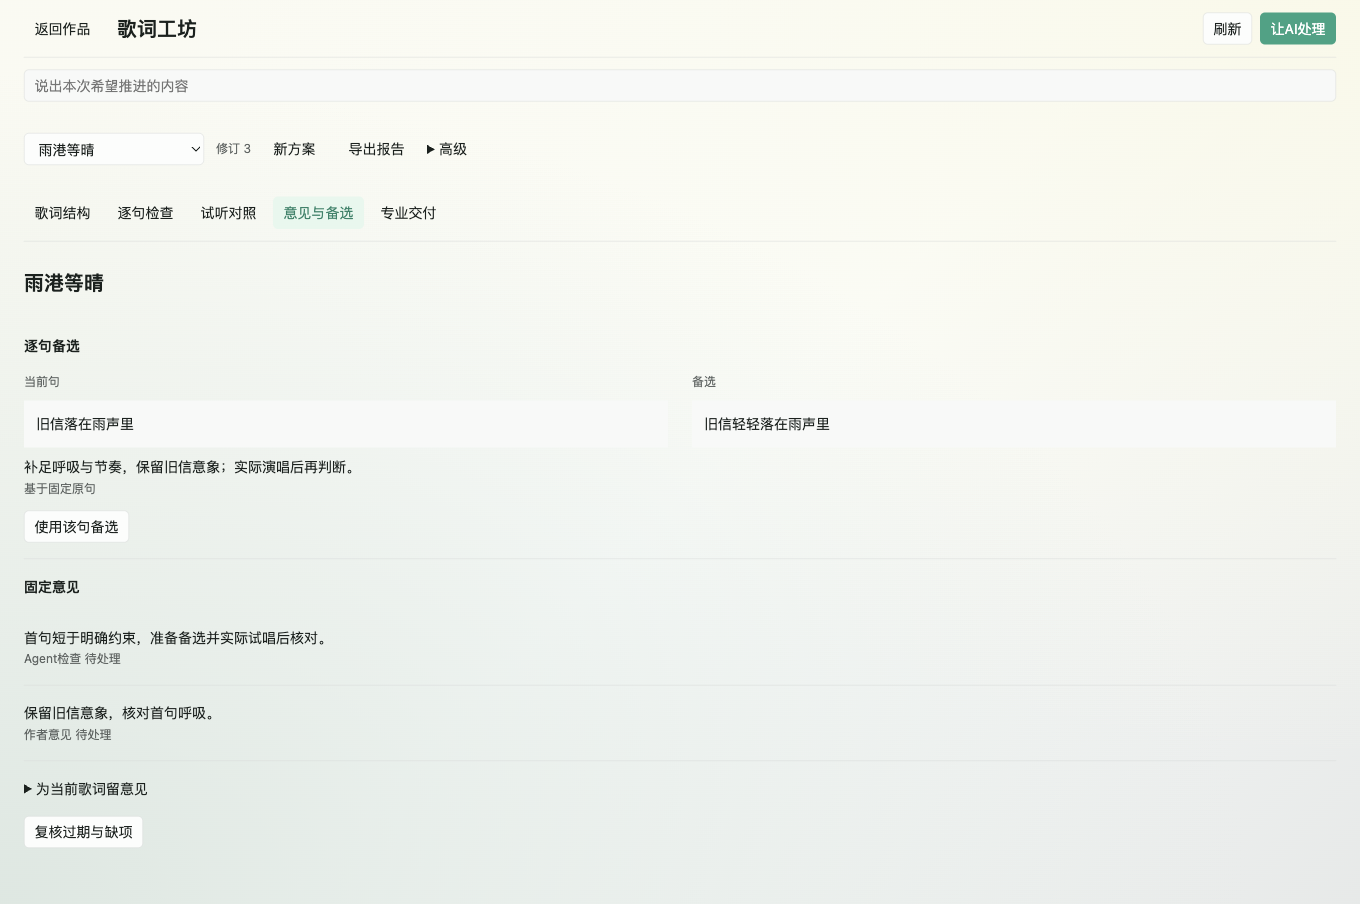 返回作品 歌词工坊 刷新 让AI处理
说出本次希望推进的内容
雨港等晴 修订 3 新方案 导出报告 ▶ 高级
歌词结构 逐句检查 试听对照 意见与备选 专业交付
雨港等晴
逐句备选
当前句 备选
旧信落在雨声里 旧信轻轻落在雨声里
补足呼吸与节奏，保留旧信意象；实际演唱后再判断。
基于固定原句
使用该句备选
固定意见
首句短于明确约束，准备备选并实际试唱后核对。
Agent检查 待处理
保留旧信意象，核对首句呼吸。
作者意见 待处理
▶ 为当前歌词留意见
复核过期与缺项